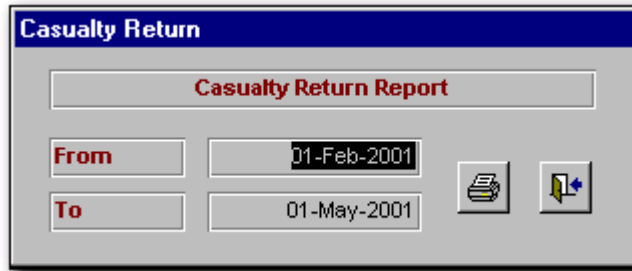 Casualty Return
Casualty Return Report
From 01-Feb-2001
To 01-May-2001